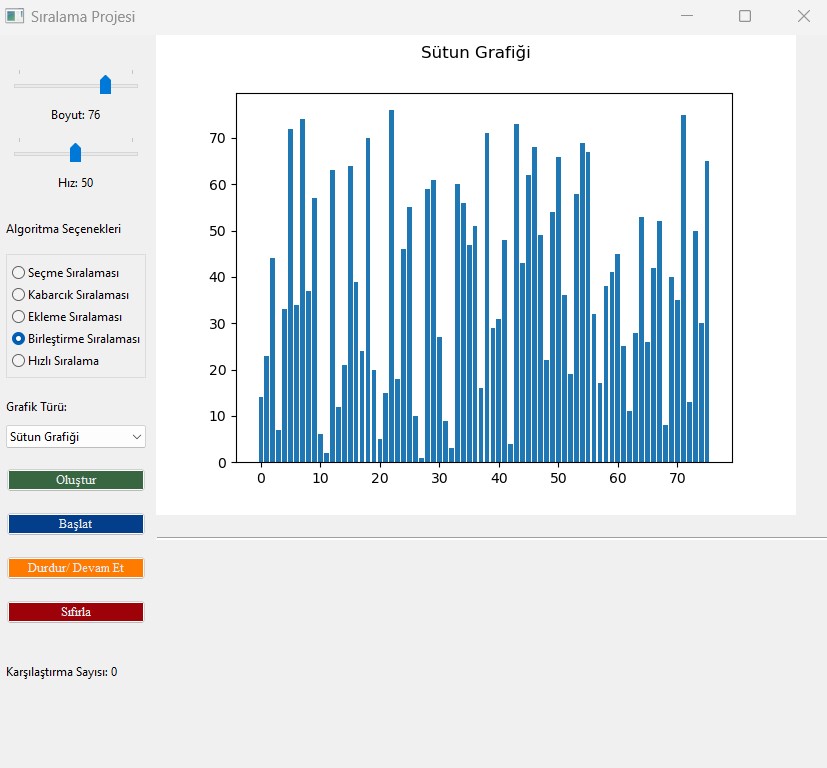 Sıralama Projesi
Boyut: 76
Hız: 50
Algoritma Seçenekleri
Seçme Sıralaması
Kabarcık Sıralaması
Ekleme Sıralaması
Birleştirme Sıralaması
Hızlı Sıralama
Grafik Türü:
Sütun Grafiği
Oluştur
Başlat
Durdur/ Devam Et
Sıfırla
Karşılaştırma Sayısı: 0
Sütun Grafiği
70
60
50
40
30
20
10
0
0 10 20 30 40 50 60 70